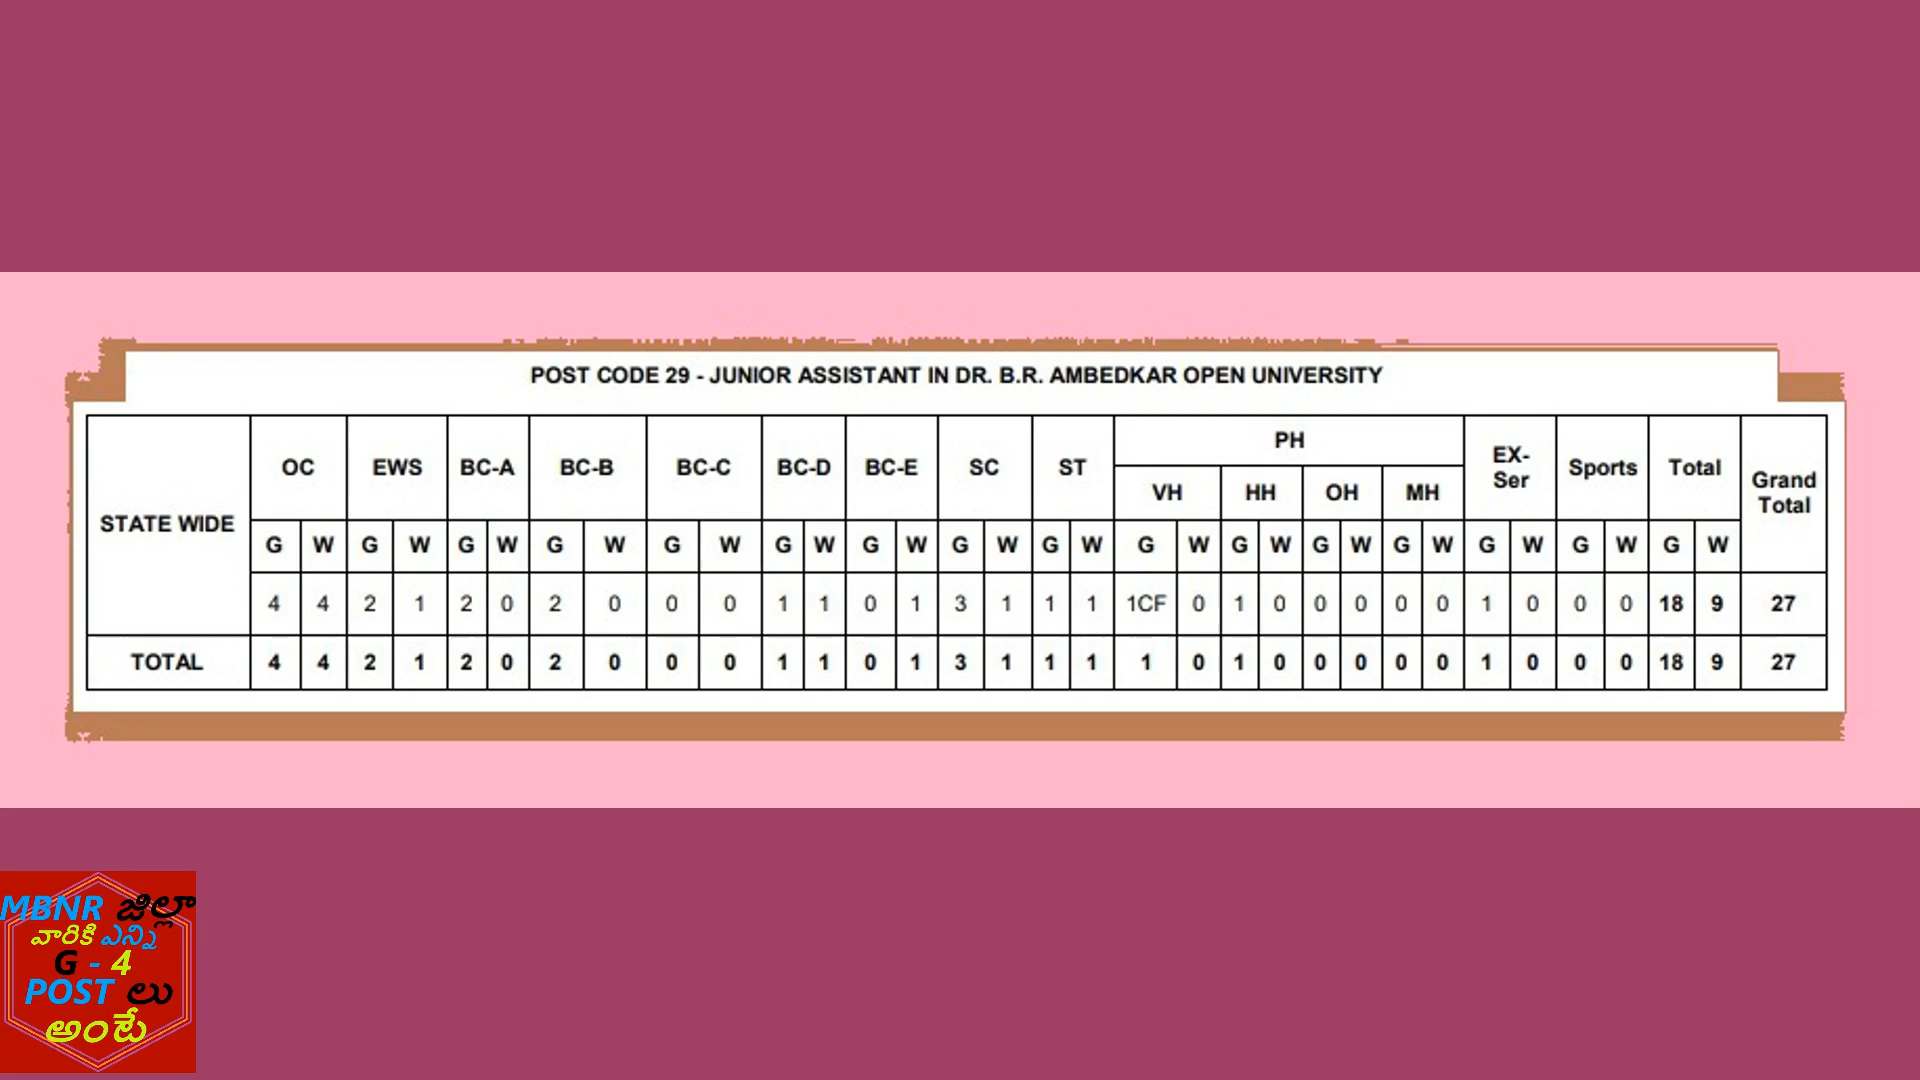 POST CODE 29 - JUNIOR ASSISTANT IN DR. B.R. AMBEDKAR OPEN UNIVERSITY
STATE WIDE OC EWS BC-A BC-B BC-C BC-D BC-E SC ST PH EX-Ser Sports Total Grand Total
VH HH OH MH
G W G W G W G W G W G W G W G W G W G W G W G W G W G W G W G W
4 4 2 1 2 0 2 0 0 0 1 1 0 1 3 1 1 1 1CF 0 1 0 0 0 0 0 1 0 0 0 18 9 27
TOTAL 4 4 2 1 2 0 2 0 0 0 1 1 0 1 3 1 1 1 1 0 1 0 0 0 0 0 1 0 0 0 18 9 27
MBNR జిల్లా
వారికి ఎన్ని
G - 4
POST లు
అంటే